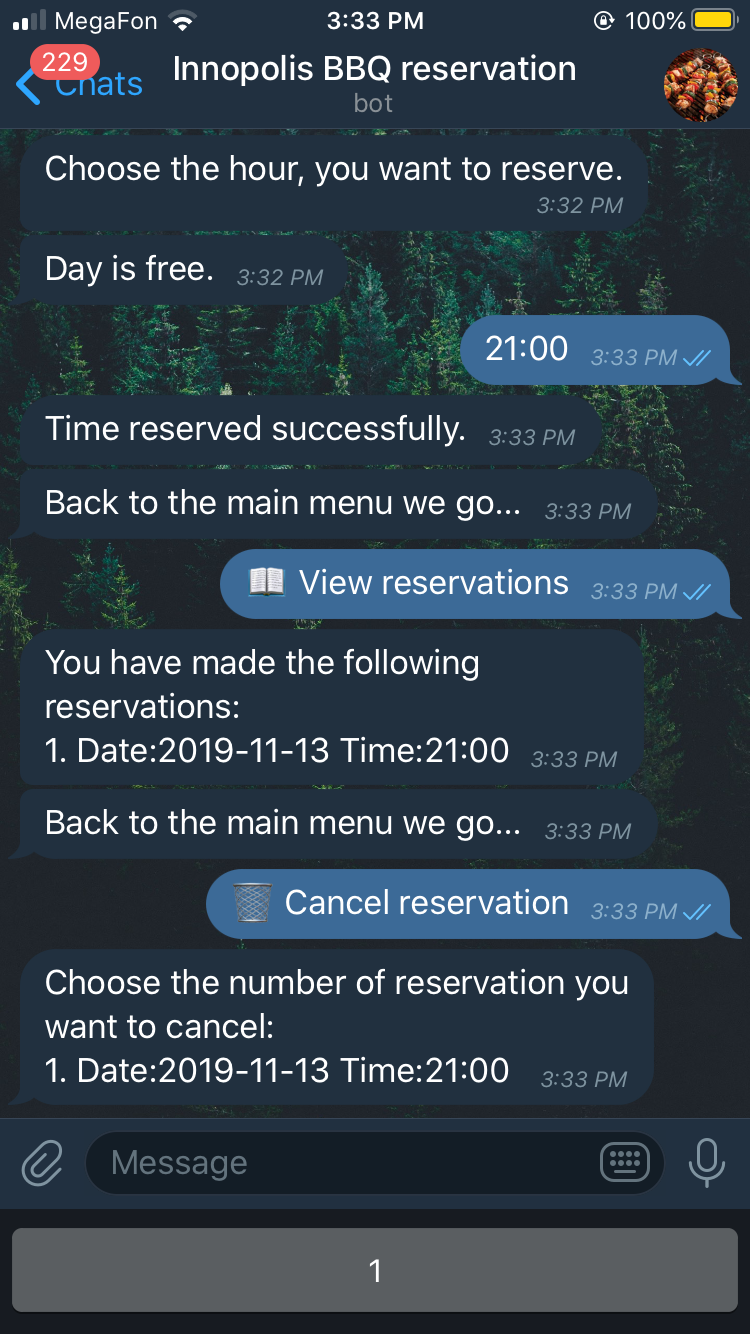 MegaFon 3:33 PM 100%
229
Chats
Innopolis BBQ reservation
bot
Choose the hour, you want to reserve.
3:32 PM
Day is free. 3:32 PM
21:00 3:33 PM
Time reserved successfully. 3:33 PM
Back to the main menu we go... 3:33 PM
📖 View reservations 3:33 PM
You have made the following
reservations:
1. Date:2019-11-13 Time:21:00 3:33 PM
Back to the main menu we go... 3:33 PM
🗑 Cancel reservation 3:33 PM
Choose the number of reservation you
want to cancel:
1. Date:2019-11-13 Time:21:00 3:33 PM
Message
1